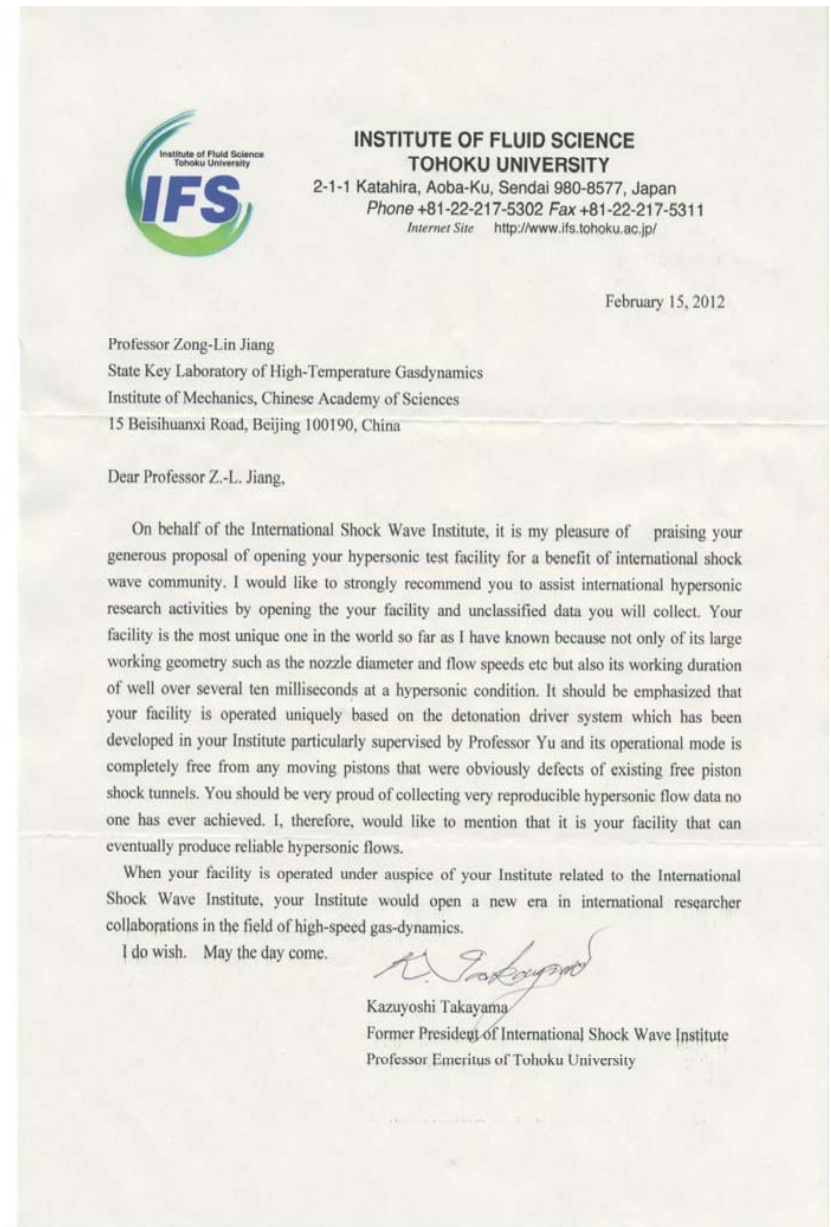 Institute of Fluid Science
Tohoku University
IFS
INSTITUTE OF FLUID SCIENCE
TOHOKU UNIVERSITY
2-1-1 Katahira, Aoba-Ku, Sendai 980-8577, Japan
Phone +81-22-217-5302 Fax +81-22-217-5311
Internet Site http://www.ifs.tohoku.ac.jp/
February 15, 2012
Professor Zong-Lin Jiang
State Key Laboratory of High-Temperature Gasdynamics
Institute of Mechanics, Chinese Academy of Sciences
15 Beisihuanxi Road, Beijing 100190, China
Dear Professor Z.-L. Jiang,
On behalf of the International Shock Wave Institute, it is my pleasure of praising your
generous proposal of opening your hypersonic test facility for a benefit of international shock
wave community. I would like to strongly recommend you to assist international hypersonic
research activities by opening the your facility and unclassified data you will collect. Your
facility is the most unique one in the world so far as I have known because not only of its large
working geometry such as the nozzle diameter and flow speeds etc but also its working duration
of well over several ten milliseconds at a hypersonic condition. It should be emphasized that
your facility is operated uniquely based on the detonation driver system which has been
developed in your Institute particularly supervised by Professor Yu and its operational mode is
completely free from any moving pistons that were obviously defects of existing free piston
shock tunnels. You should be very proud of collecting very reproducible hypersonic flow data no
one has ever achieved. I, therefore, would like to mention that it is your facility that can
eventually produce reliable hypersonic flows.
When your facility is operated under auspice of your Institute related to the International
Shock Wave Institute, your Institute would open a new era in international researcher
collaborations in the field of high-speed gas-dynamics.
I do wish. May the day come.
K. Takayama
Kazuyoshi Takayama
Former President of International Shock Wave Institute
Professor Emeritus of Tohoku University